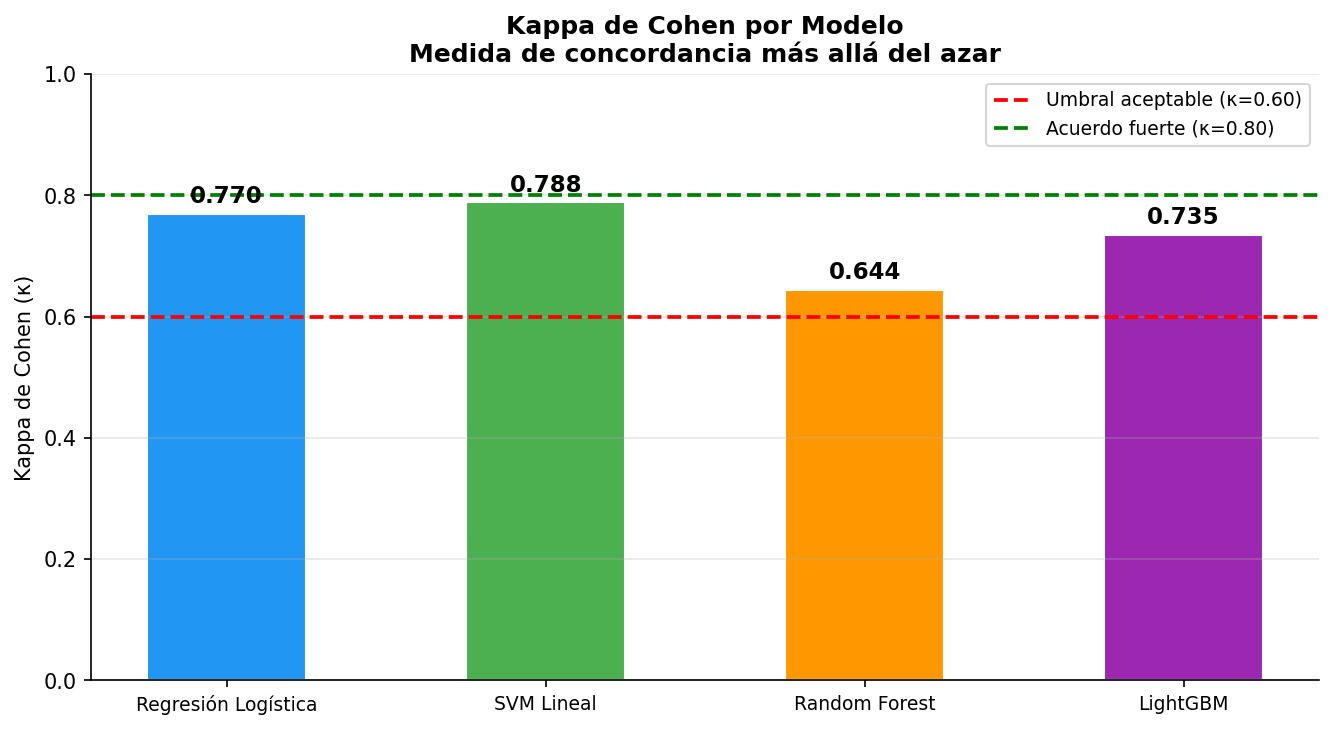 Kappa de Cohen por Modelo
Medida de concordancia más allá del azar
Umbral aceptable (κ=0.60)
Acuerdo fuerte (κ=0.80)
Kappa de Cohen (κ)
1.0
0.8
0.6
0.4
0.2
0.0
0.770
0.788
0.644
0.735
Regresión Logística
SVM Lineal
Random Forest
LightGBM